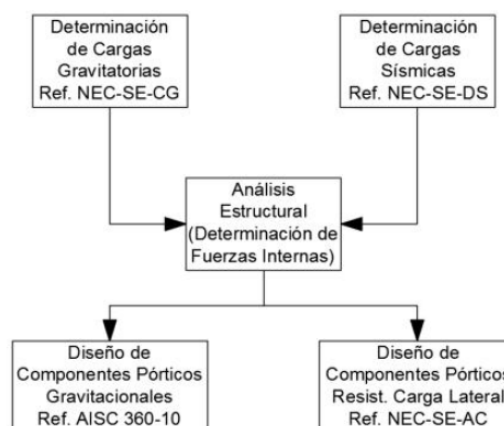 Determinación
de Cargas
Gravitatorias
Ref. NEC-SE-CG
Determinación
de Cargas
Sísmicas
Ref. NEC-SE-DS
Análisis
Estructural
(Determinación de
Fuerzas Internas)
Diseño de
Componentes Pórticos
Gravitacionales
Ref. AISC 360-10
Diseño de
Componentes Pórticos
Resist. Carga Lateral
Ref. NEC-SE-AC